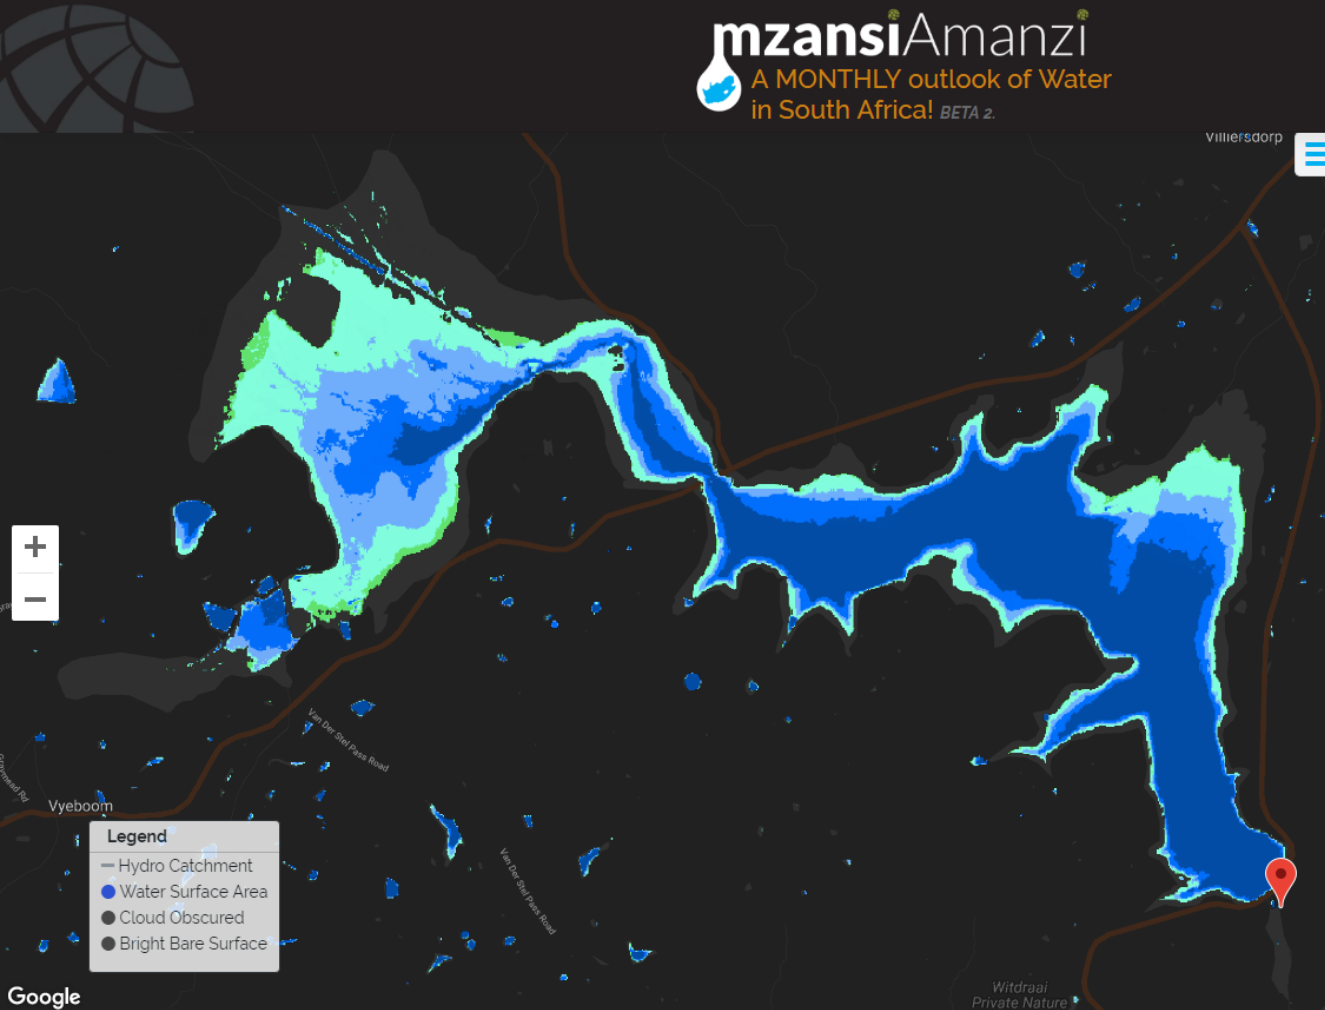 mzansiAmanzi
A MONTHLY outlook of Water
in South Africa! BETA 2.
Villiersdorp
Van Der Stel Pass Road
Vyeboom
Legend
Hydro Catchment
Water Surface Area
Cloud Obscured
Bright Bare Surface
Van Der Stel Pass Road
Google
Witdraai
Private Nature